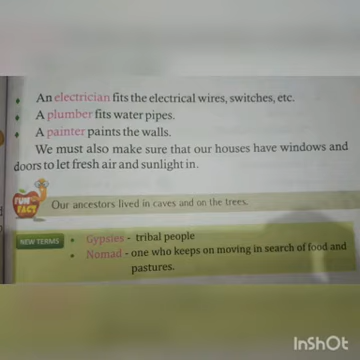 An electrician fits the electrical wires, switches, etc.
A plumber fits water pipes.
A painter paints the walls.
We must also make sure that our houses have windows and
doors to let fresh air and sunlight in.
FUN FACT
Our ancestors lived in caves and on the trees.
NEW TERMS
• Gypsies - tribal people
• Nomad - one who keeps on moving in search of food and
pastures.
InShOt